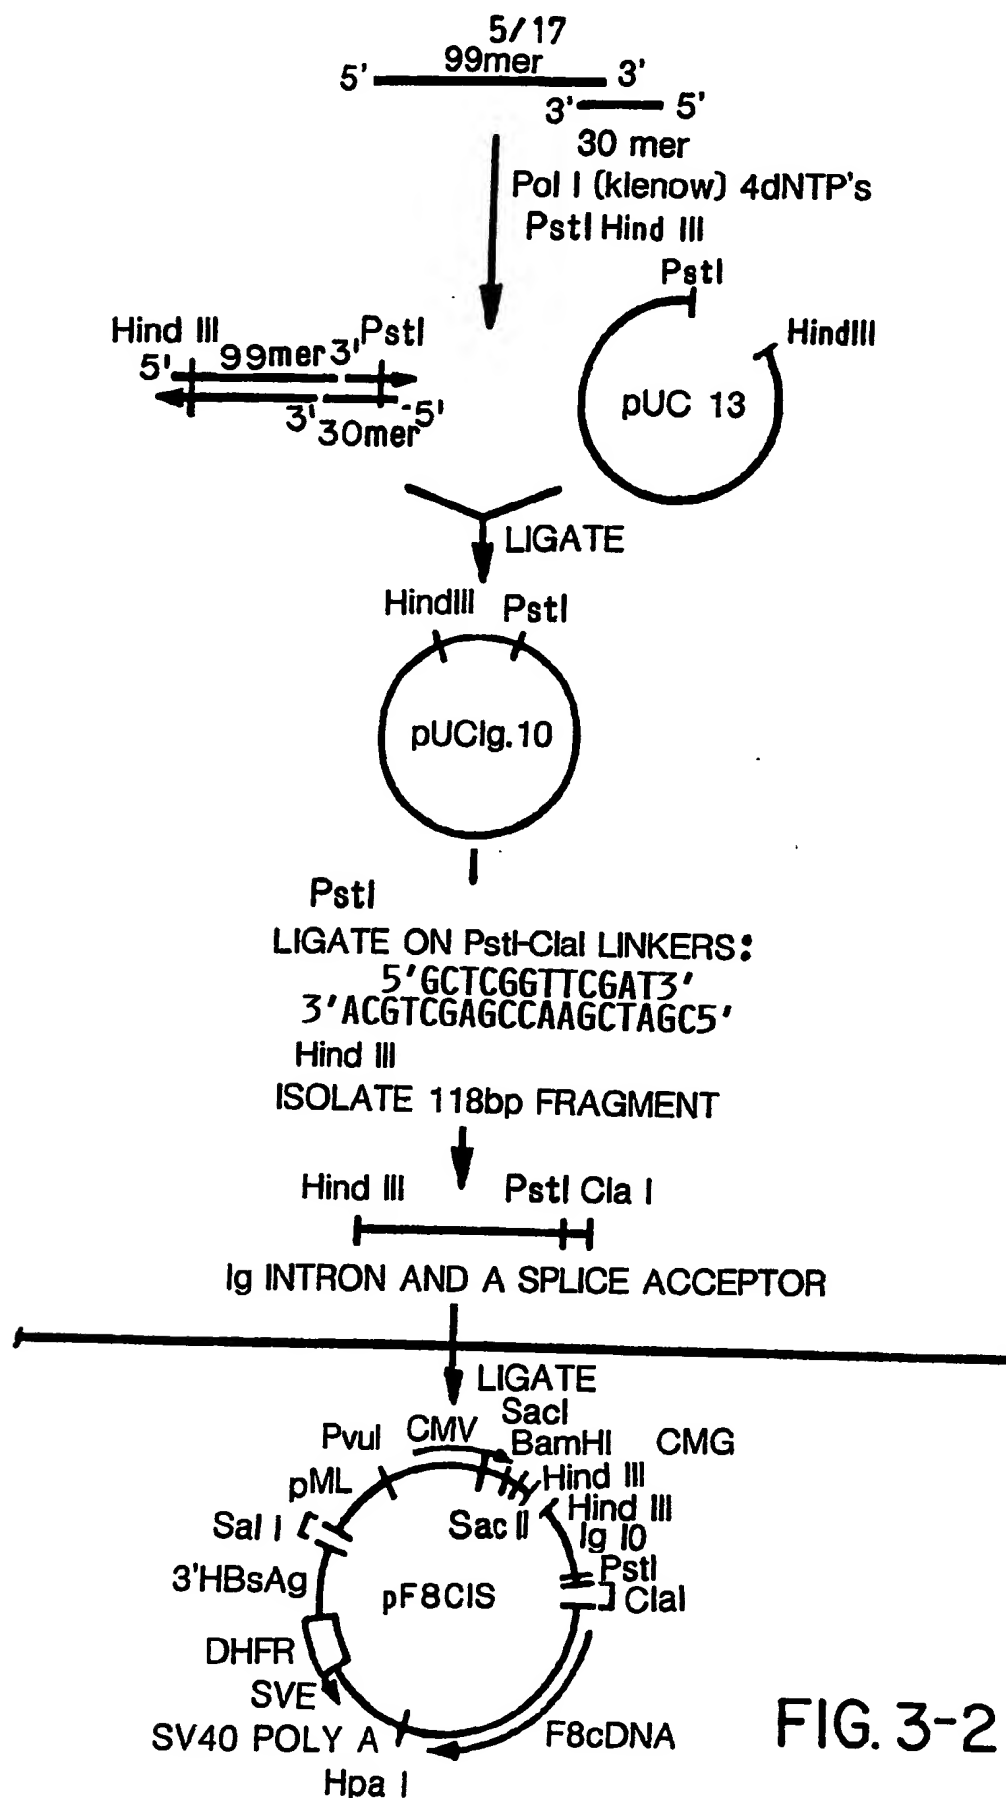 5/17
99mer
5' 3'
3' 5'
30 mer
Pol I (klenow) 4dNTP's
PstI Hind III
PstI
HindIII
Hind III PstI
5' 99mer 3'
3' 30mer -5'
pUC 13
LIGATE
HindIII PstI
pUCIg.10
PstI
LIGATE ON PstI-ClaI LINKERS:
5'GCTCGGTTCGAT3'
3'ACGTCGAGCCAAGCTAGC5'
Hind III
ISOLATE 118bp FRAGMENT
Hind III PstI Cla I
Ig INTRON AND A SPLICE ACCEPTOR
LIGATE
SacI
PvuI CMV BamHI CMG
pML Hind III
Sal I Sac II Hind III
Ig 10
3'HBsAg PstI
pF8CIS ClaI
DHFR
SVE
SV40 POLY A F8cDNA
Hpa I
FIG. 3-2